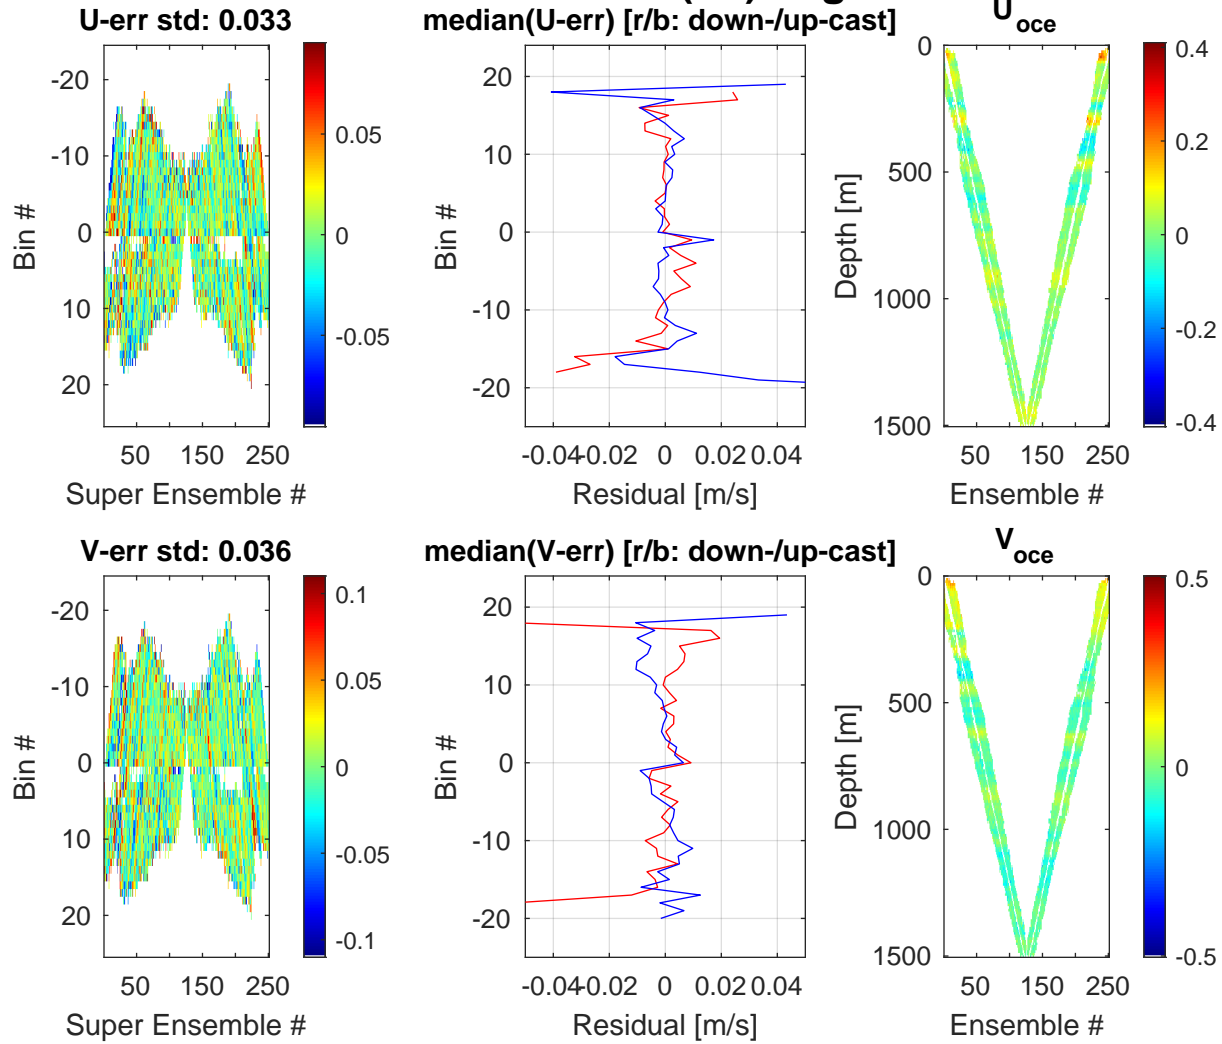 U-err std: 0.033
median(U-err) [r/b: down-/up-cast]
U oce
-20
-10
0
10
20
Bin #
50 150 250
Super Ensemble #
0.05
0
-0.05
20
10
0
-10
-20
Bin #
-0.04 -0.02 0 0.02 0.04
Residual [m/s]
0
500
1000
1500
Depth [m]
50 150 250
Ensemble #
0.4
0.2
0
-0.2
-0.4
V-err std: 0.036
median(V-err) [r/b: down-/up-cast]
V oce
-20
-10
0
10
20
Bin #
50 150 250
Super Ensemble #
0.1
0.05
0
-0.05
-0.1
20
10
0
-10
-20
Bin #
-0.04 -0.02 0 0.02 0.04
Residual [m/s]
0
500
1000
1500
Depth [m]
50 150 250
Ensemble #
0.5
0
-0.5